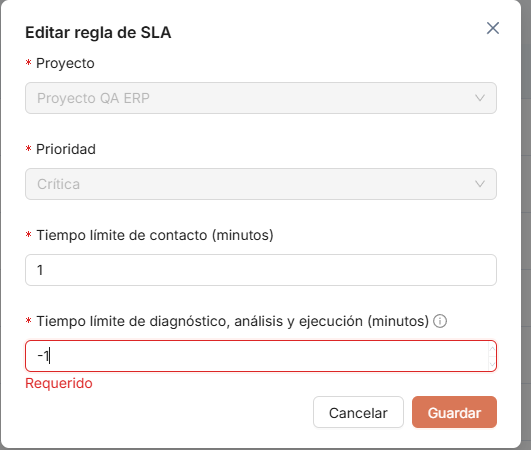 Editar regla de SLA
* Proyecto
Proyecto QA ERP
* Prioridad
Crítica
* Tiempo límite de contacto (minutos)
1
* Tiempo límite de diagnóstico, análisis y ejecución (minutos)
-1
Requerido
Cancelar
Guardar